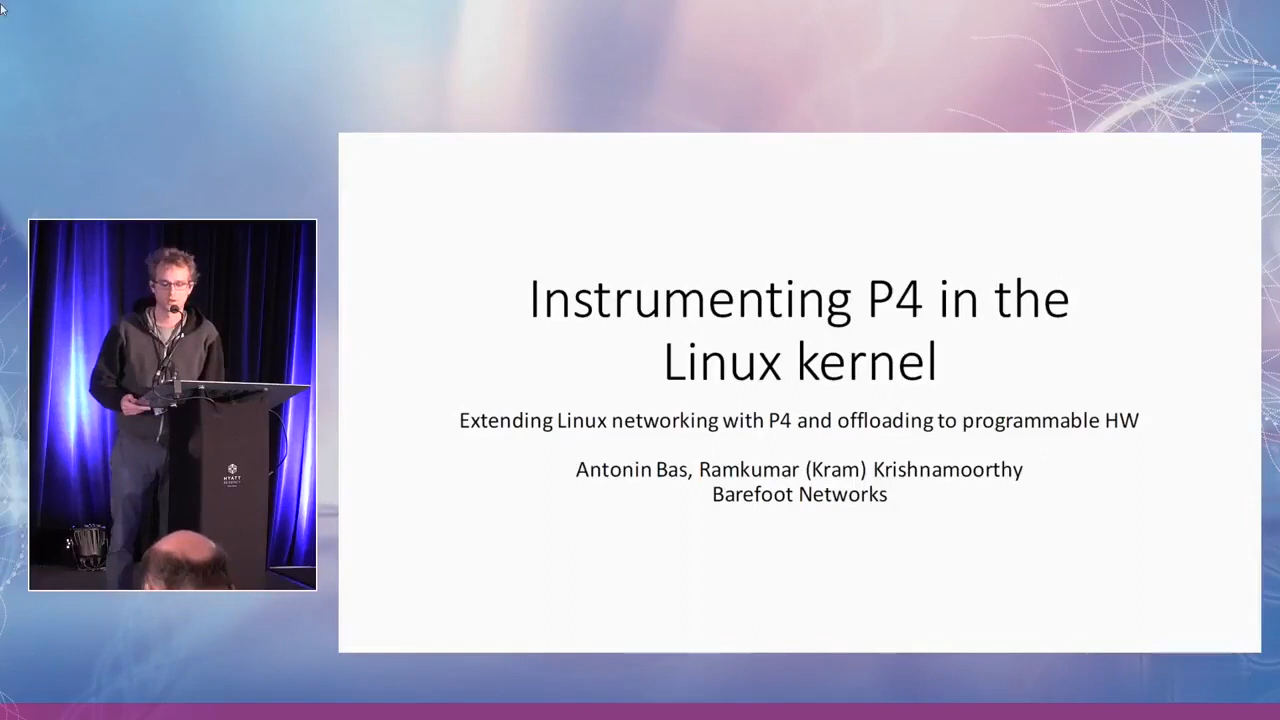 Instrumenting P4 in the
Linux kernel
Extending Linux networking with P4 and offloading to programmable HW
Antonin Bas, Ramkumar (Kram) Krishnamoorthy
Barefoot Networks
HYATT